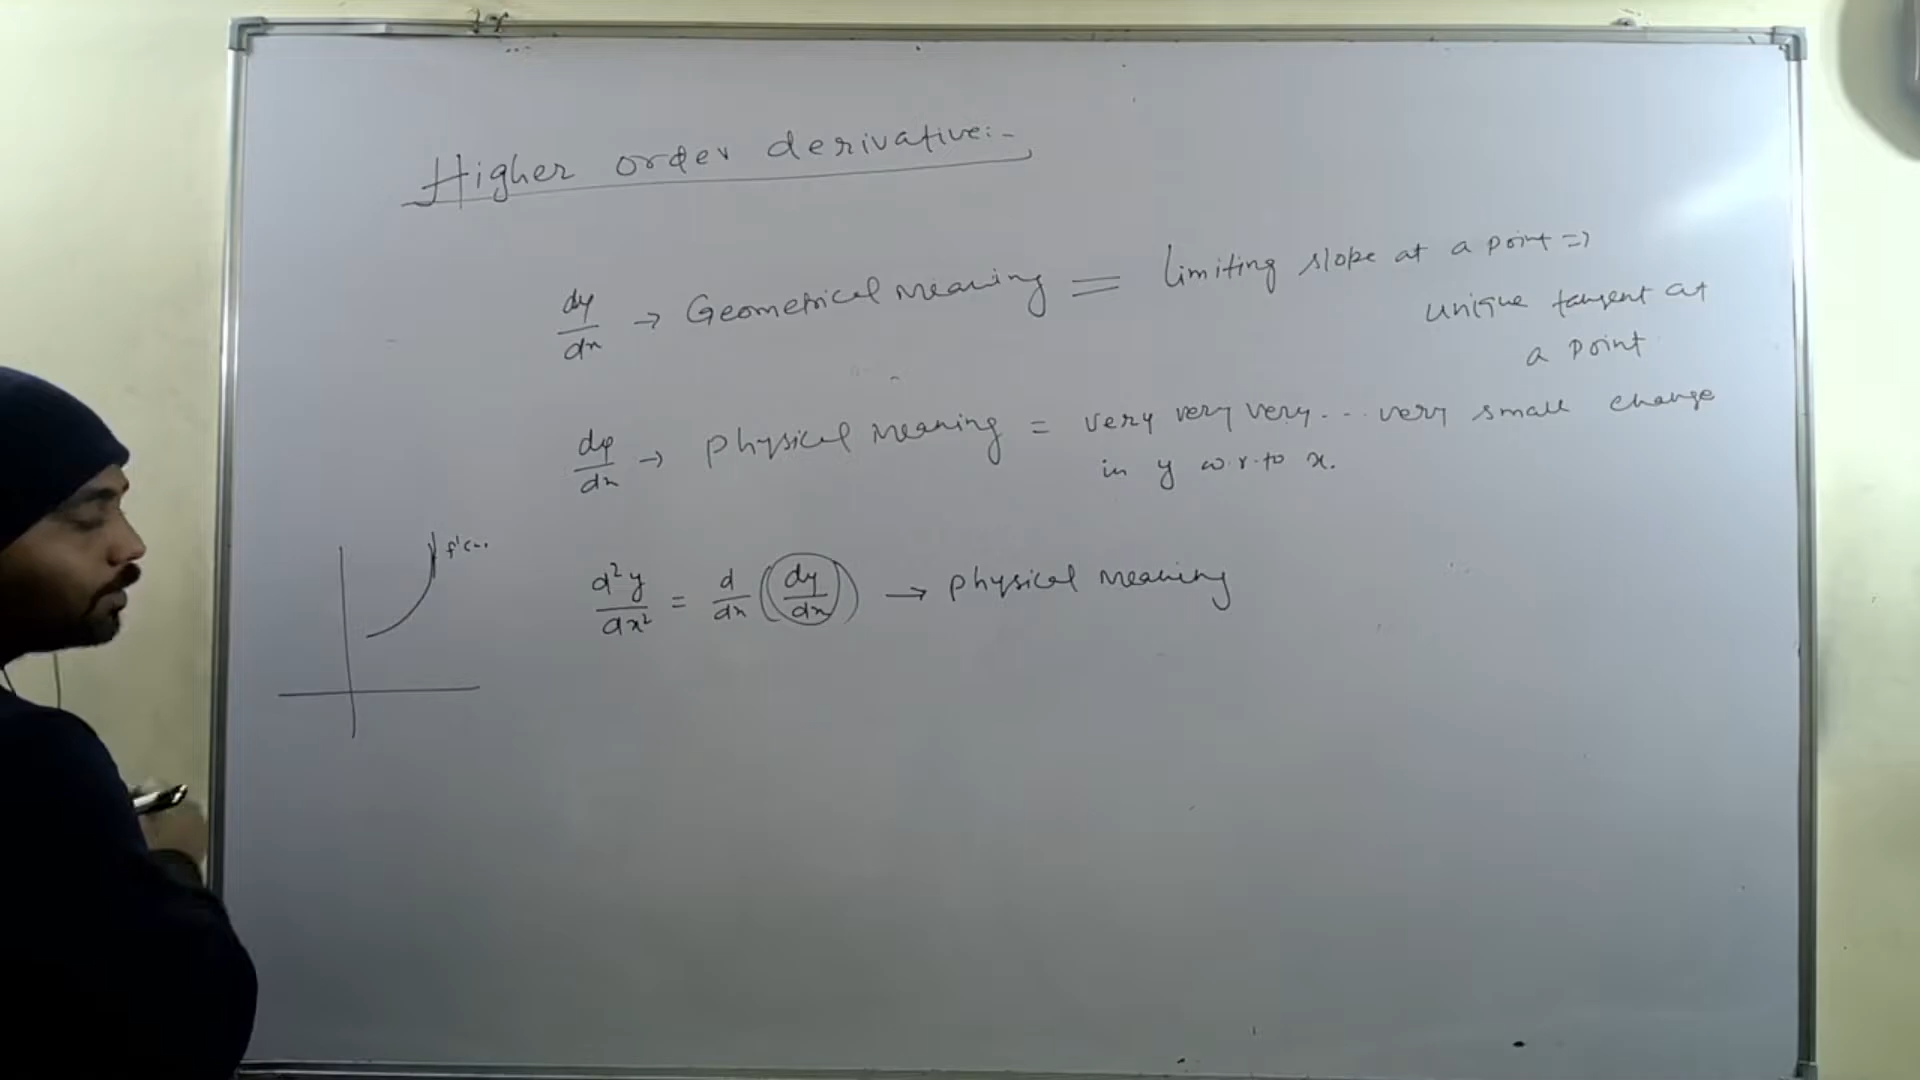 Higher order derivative:-
dy/dx → Geometrical meaning = limiting slope at a point ⇒
unique tangent at
a point
dy/dx → physical meaning = very very very... very small change
in y w.r.to x.
d²y/dx² = d/dx (dy/dx) → physical meaning